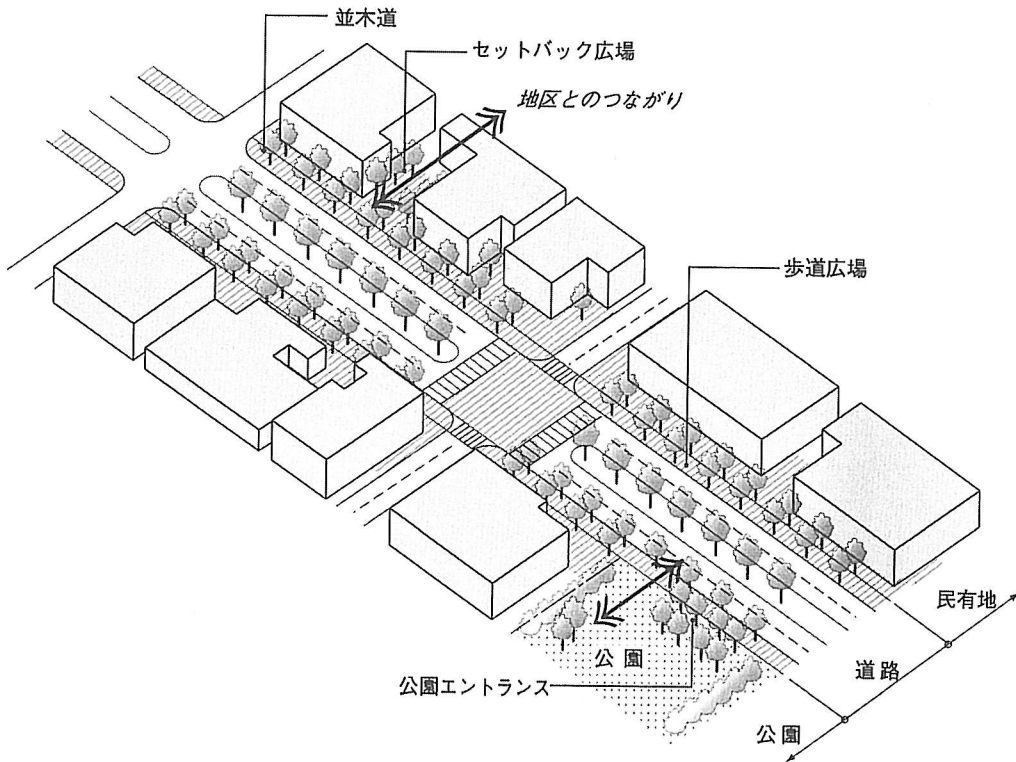 並木道
セットバック広場
地区とのつながり
歩道広場
民有地
道路
公園
公園
公園エントランス